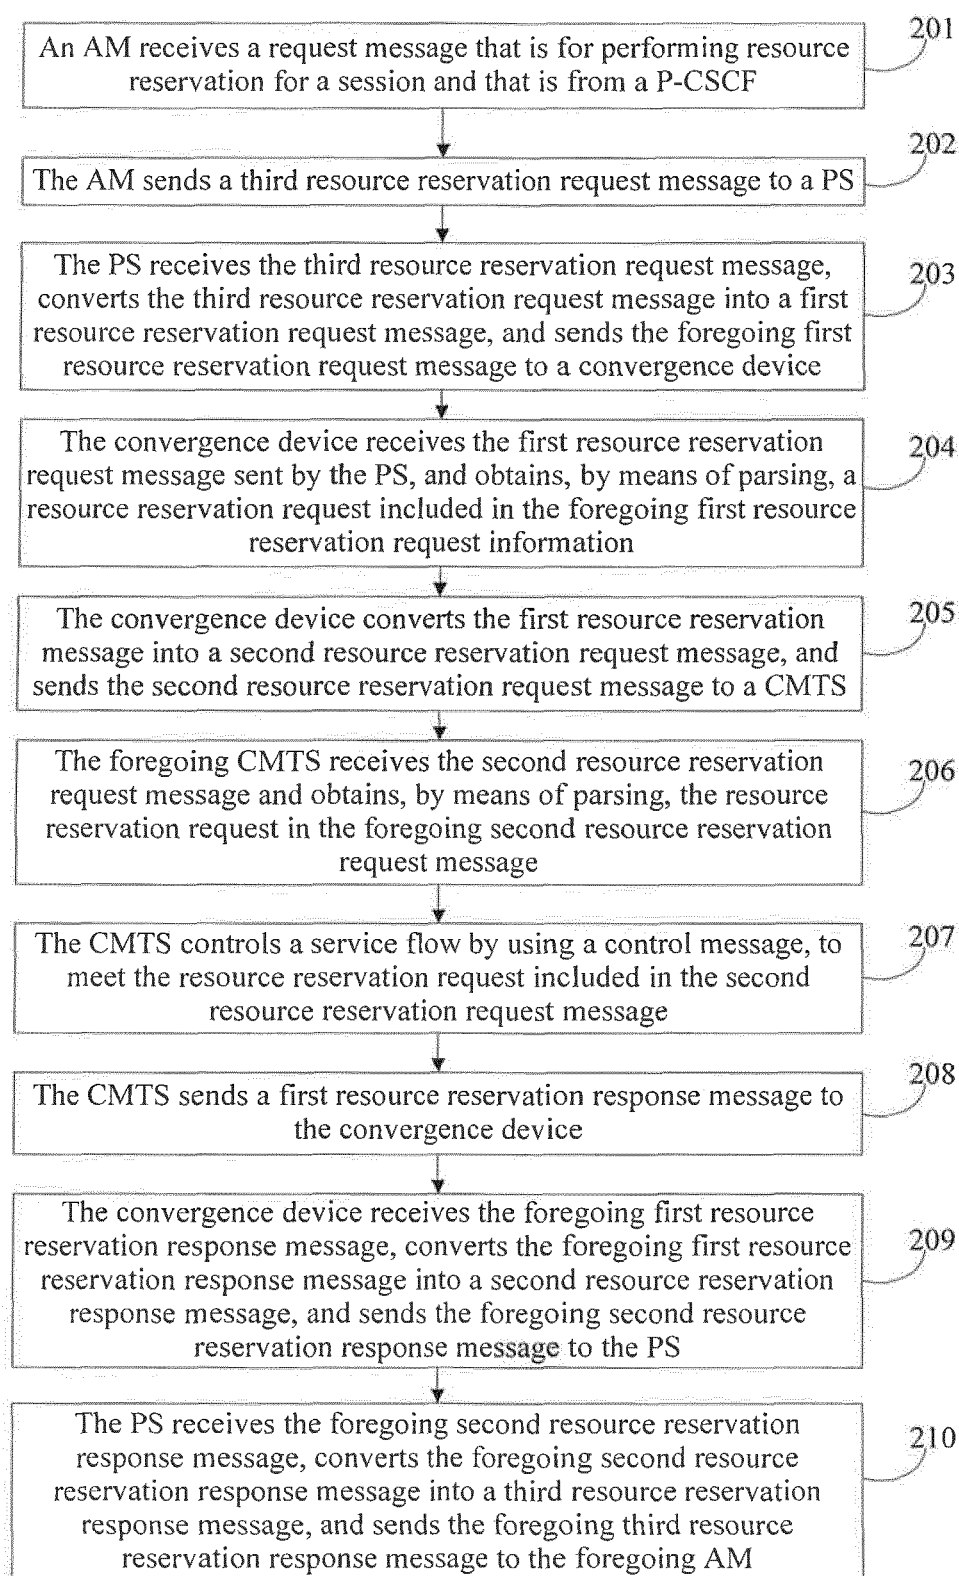 An AM receives a request message that is for performing resource
reservation for a session and that is from a P-CSCF
201
The AM sends a third resource reservation request message to a PS
202
The PS receives the third resource reservation request message,
converts the third resource reservation request message into a first
resource reservation request message, and sends the foregoing first
resource reservation request message to a convergence device
203
The convergence device receives the first resource reservation
request message sent by the PS, and obtains, by means of parsing, a
resource reservation request included in the foregoing first resource
reservation request information
204
The convergence device converts the first resource reservation
message into a second resource reservation request message, and
sends the second resource reservation request message to a CMTS
205
The foregoing CMTS receives the second resource reservation
request message and obtains, by means of parsing, the resource
reservation request in the foregoing second resource reservation
request message
206
The CMTS controls a service flow by using a control message, to
meet the resource reservation request included in the second
resource reservation request message
207
The CMTS sends a first resource reservation response message to
the convergence device
208
The convergence device receives the foregoing first resource
reservation response message, converts the foregoing first resource
reservation response message into a second resource reservation
response message, and sends the foregoing second resource
reservation response message to the PS
209
The PS receives the foregoing second resource reservation
response message, converts the foregoing second resource
reservation response message into a third resource reservation
response message, and sends the foregoing third resource
reservation response message to the foregoing AM
210